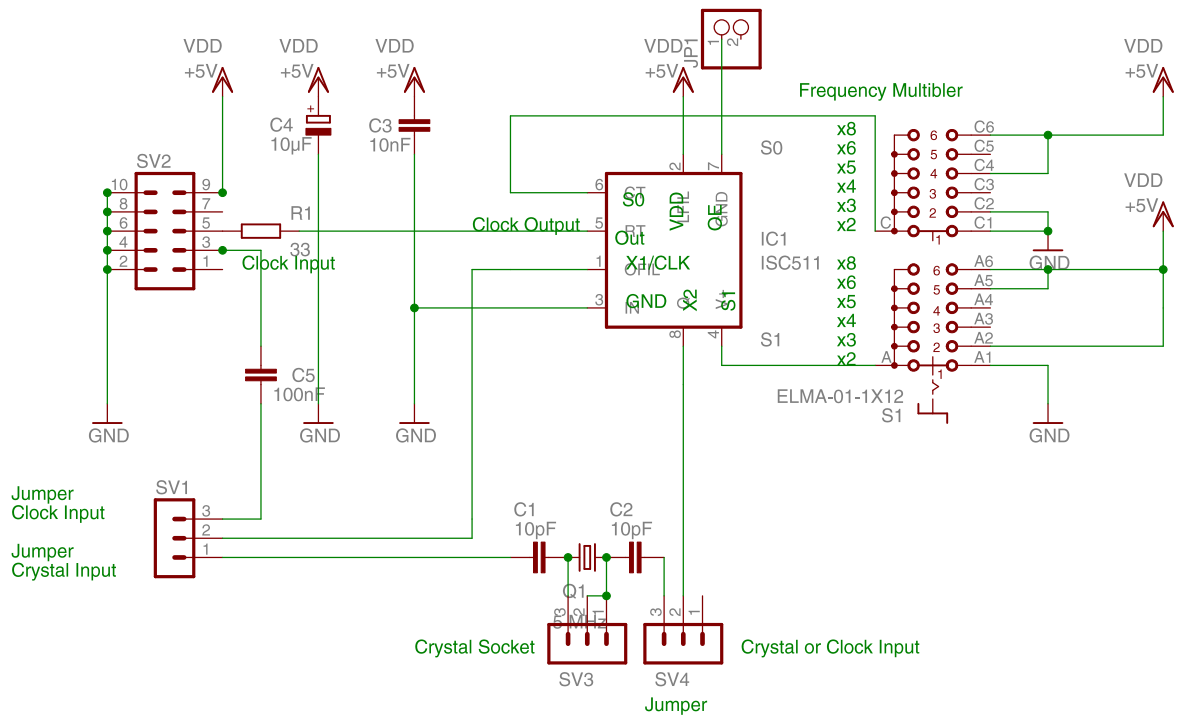 VDD
+5V
VDD
+5V
VDD
+5V
VDD
+5V
JP1
1
2
VDD
+5V
Frequency Multibler
C4
+
10µF
C3
10nF
SV2
10
8
6
4
2
9
7
5
3
1
R1
33
Clock Input
Clock Output
2
7
6
5
1
3
8
4
S0
Out
X1/CLK
GND
VDD
OE
GND
X2
S1
S0
IC1
ISC511
S1
x8
x6
x5
x4
x3
x2
C
6
5
4
3
2
1
C6
C5
C4
C3
C2
C1
GND
VDD
+5V
x8
x6
x5
x4
x3
x2
A
6
5
4
3
2
1
A6
A5
A4
A3
A2
A1
ELMA-01-1X12
S1
GND
C5
100nF
GND
GND
GND
Jumper
Clock Input
Jumper
Crystal Input
SV1
3
2
1
C1
10pF
C2
10pF
Q1
5 MHz
3
2
1
3
2
1
Crystal Socket
SV3
SV4
Crystal or Clock Input
Jumper